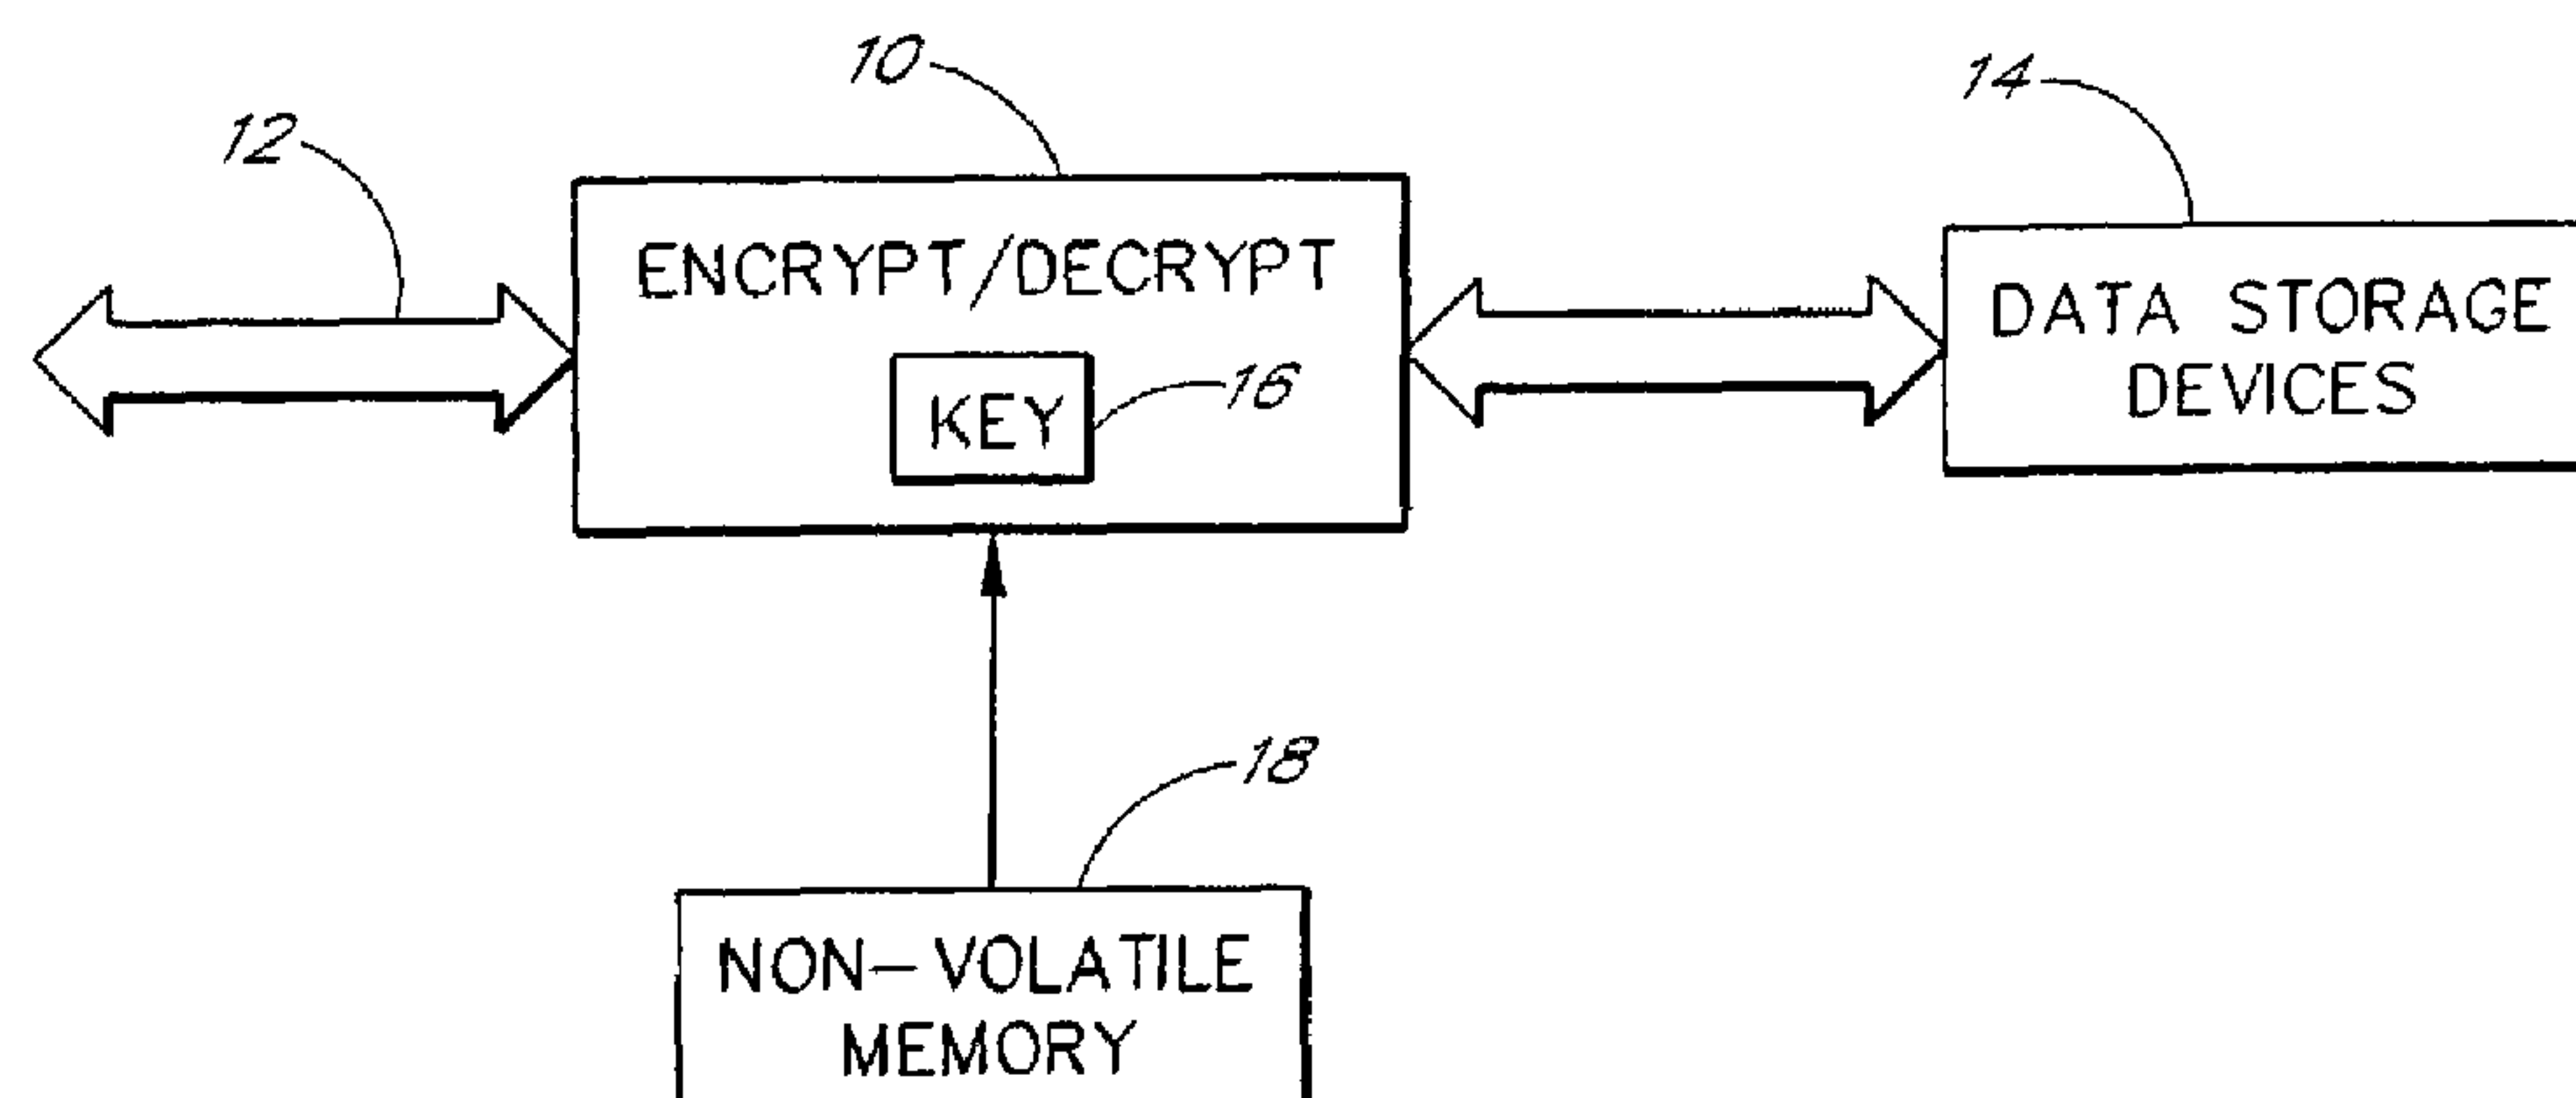 10
14
12
ENCRYPT/DECRYPT
DATA STORAGE
DEVICES
KEY
16
18
NON-VOLATILE
MEMORY